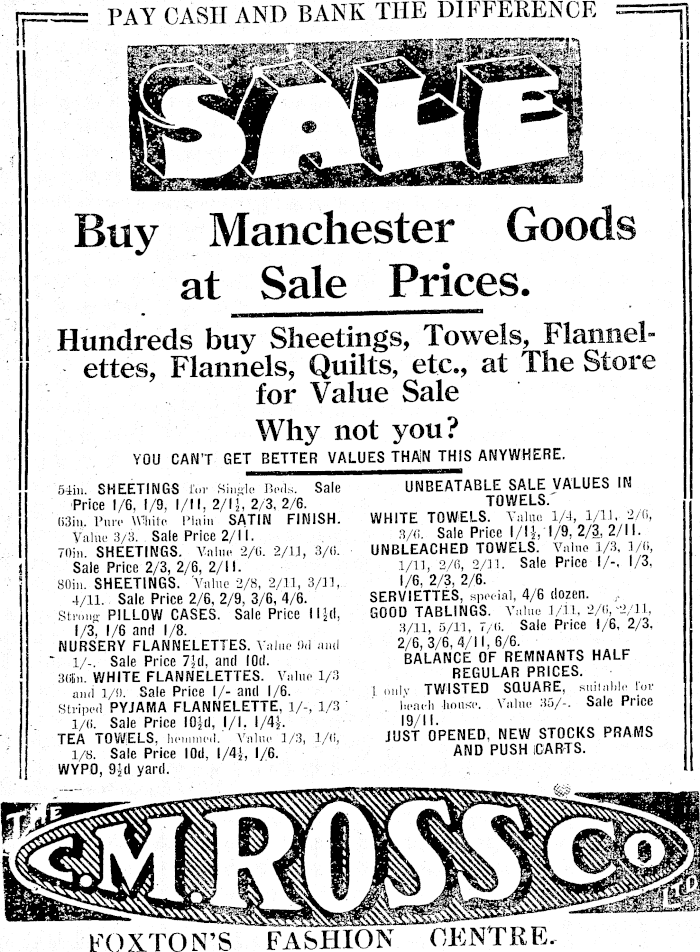 PAY CASH AND BANK THE DIFFERENCE
SALE
Buy Manchester Goods
at Sale Prices.
Hundreds buy Sheetings, Towels, Flannel-
ettes, Flannels, Quilts, etc., at The Store
for Value Sale
Why not you?
YOU CAN'T GET BETTER VALUES THAN THIS ANYWHERE.
54in. SHEETINGS for Single Beds. Sale
Price 1/6, 1/9, 1/11, 2/1½, 2/3, 2/6.
63in. Pure White Plain SATIN FINISH.
Value 3/3. Sale Price 2/11.
70in. SHEETINGS. Value 2/6, 2/11, 3/6.
Sale Price 2/3, 2/6, 2/11.
80in. SHEETINGS. Value 2/8, 2/11, 3/11,
4/11. Sale Price 2/6, 2/9, 3/6, 4/6.
Strong PILLOW CASES. Sale Price 11½d,
1/3, 1/6 and 1/8.
NURSERY FLANNELETTES. Value 9d and
1/-. Sale Price 7½d, and 10d.
36in. WHITE FLANNELETTES. Value 1/3
and 1/9. Sale Price 1/- and 1/6.
Striped PYJAMA FLANNELETTE, 1/-, 1/3
1/6. Sale Price 10½d, 1/1, 1/4½.
TEA TOWELS, hemmed. Value 1/3, 1/6,
1/8. Sale Price 10d, 1/4½, 1/6.
WYPO, 9½d yard.
UNBEATABLE SALE VALUES IN
TOWELS.
WHITE TOWELS. Value 1/4, 1/11, 2/6,
3/6. Sale Price 1/1½, 1/9, 2/3, 2/11.
UNBLEACHED TOWELS. Value 1/3, 1/6,
1/11, 2/6, 2/11. Sale Price 1/-, 1/3,
1/6, 2/3, 2/6.
SERVIETTES, special, 4/6 dozen.
GOOD TABLINGS. Value 1/11, 2/6, 2/11,
3/11, 5/11, 7/6. Sale Price 1/6, 2/3,
2/6, 3/6, 4/11, 6/6.
BALANCE OF REMNANTS HALF
REGULAR PRICES.
1 only TWISTED SQUARE, suitable for
beach house. Value 35/-. Sale Price
19/11.
JUST OPENED, NEW STOCKS PRAMS
AND PUSH CARTS.
THE
C.M. ROSS CO
LTD
FOXTON'S FASHION CENTRE.